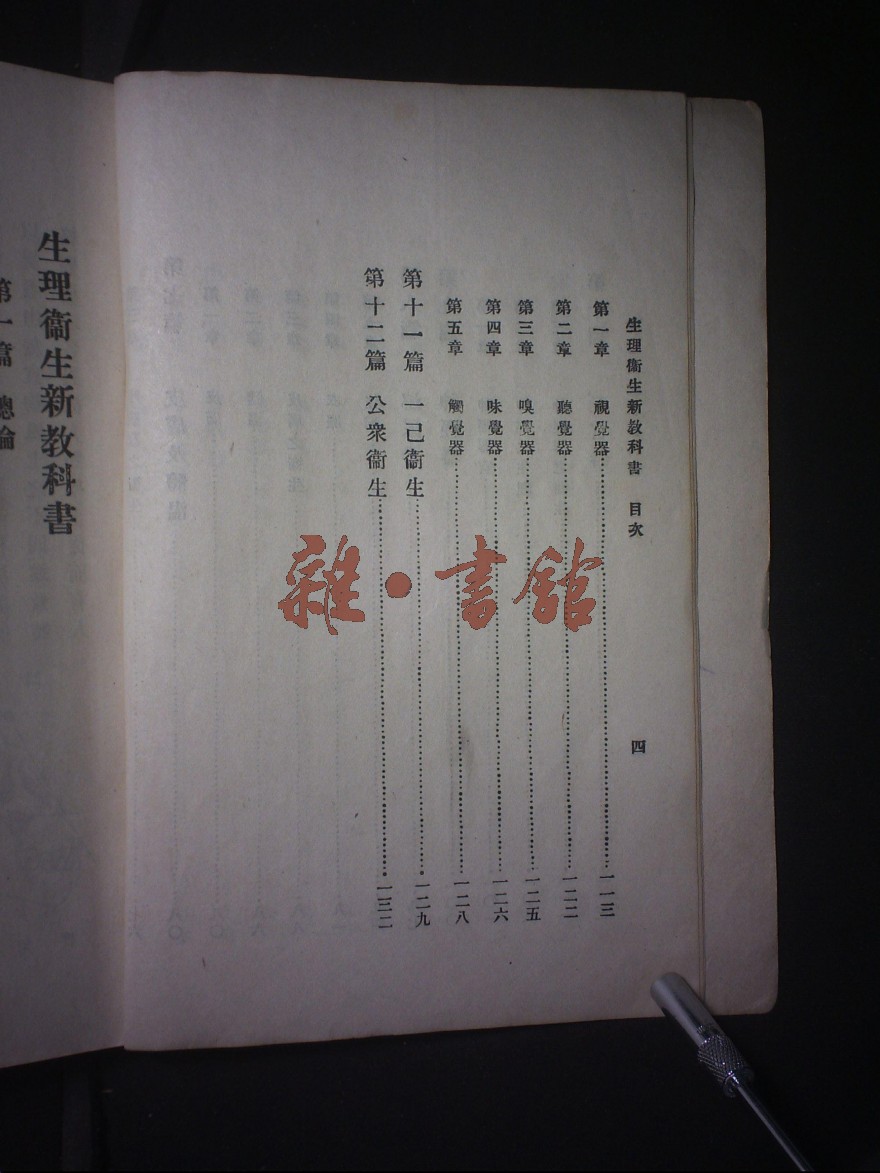 生理衞生新教科書 目次 四
第一章 視覺器 一一三
第二章 聽覺器 一二二
第三章 嗅覺器 一二五
第四章 味覺器 一二六
第五章 觸覺器 一二八
第十一篇 一己衞生 一二九
第十二篇 公衆衞生 一三二
生理衞生新教科書
第一篇 總論
雜·書館